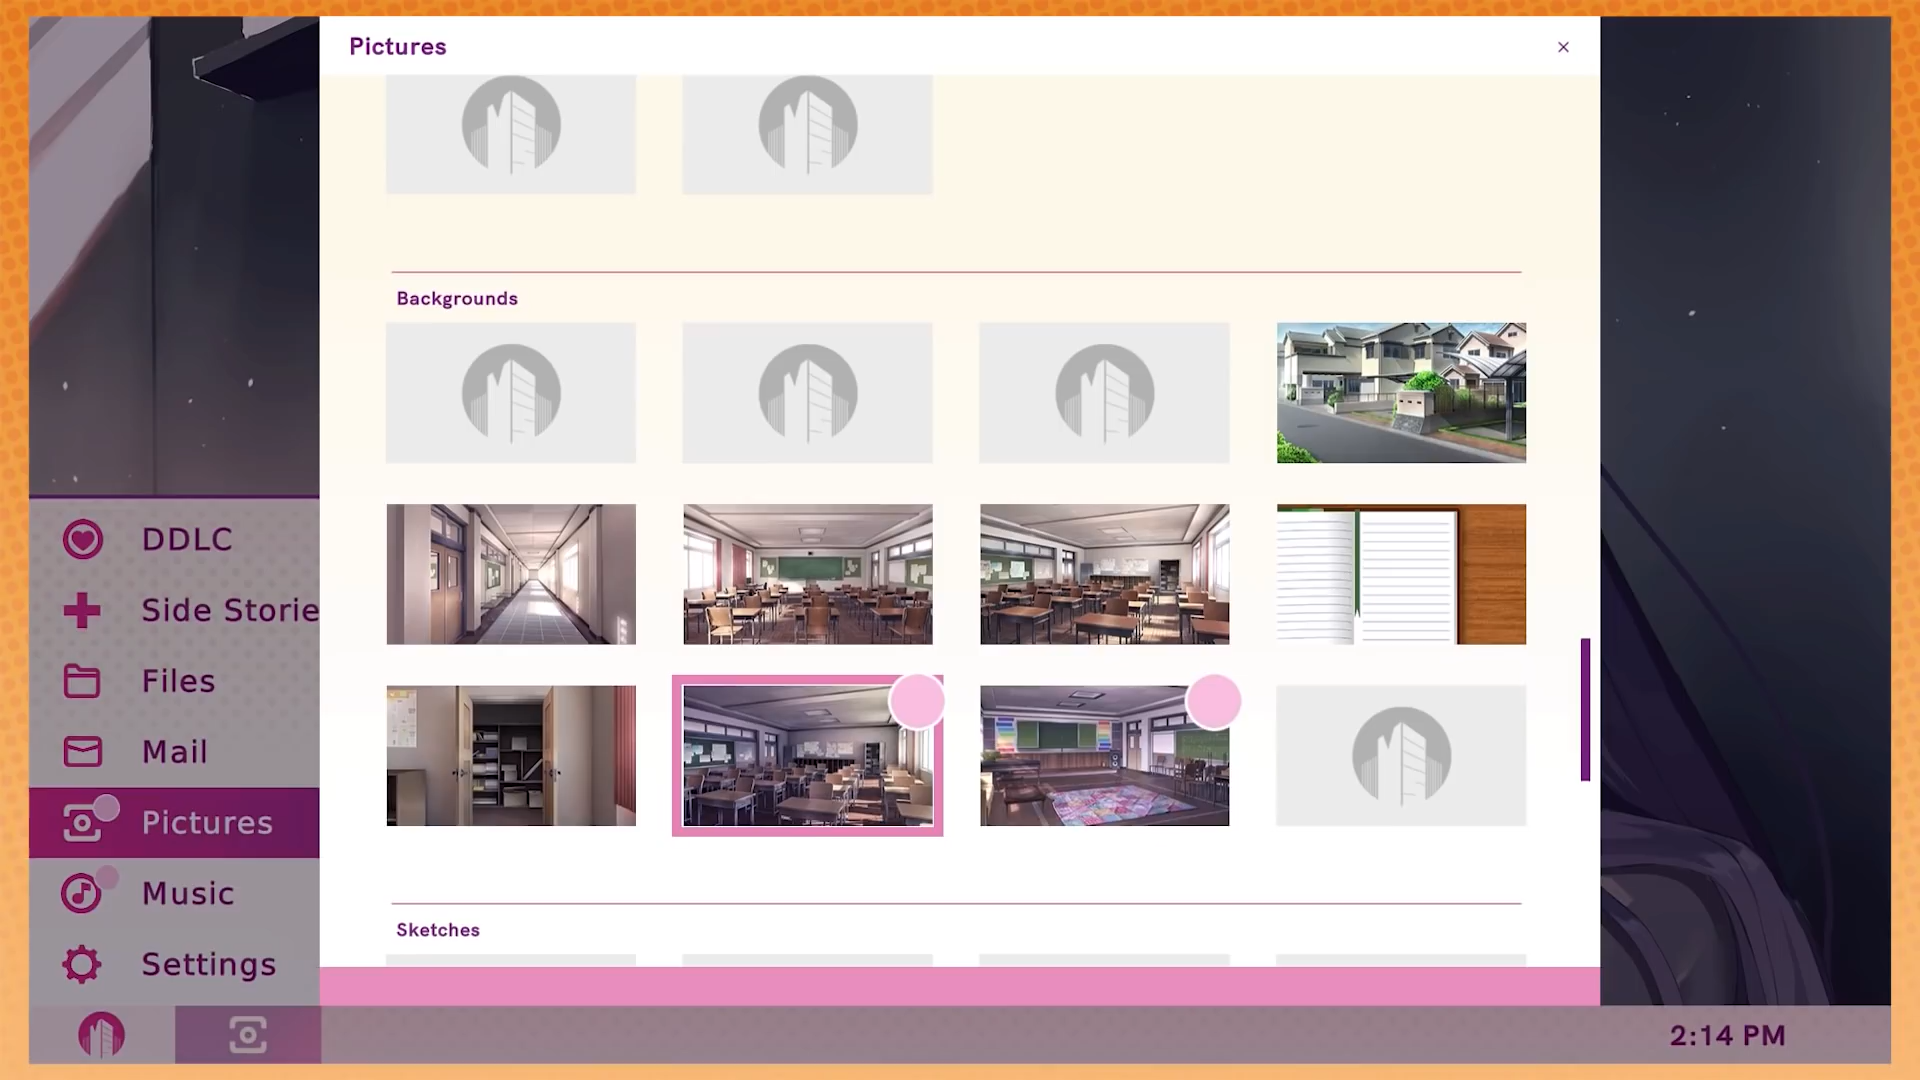 Pictures
Backgrounds
DDLC
Side Storie
Files
Mail
Pictures
Music
Settings
Sketches
2:14 PM